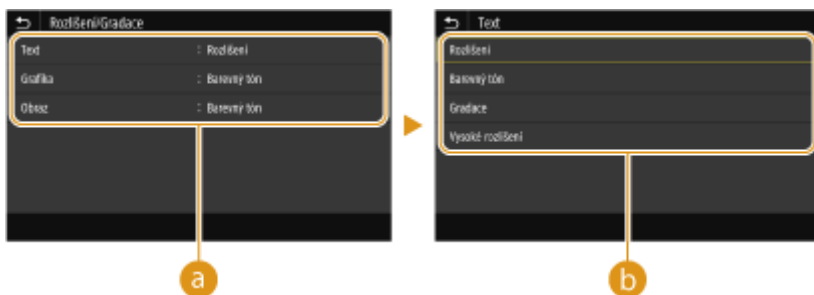 Rozlišení/Gradace
Text : Rozlišení
Grafika : Barevný tón
Obraz : Barevný tón
a
Text
Rozlišení
Barevný tón
Gradace
Vysoké rozlišení
b